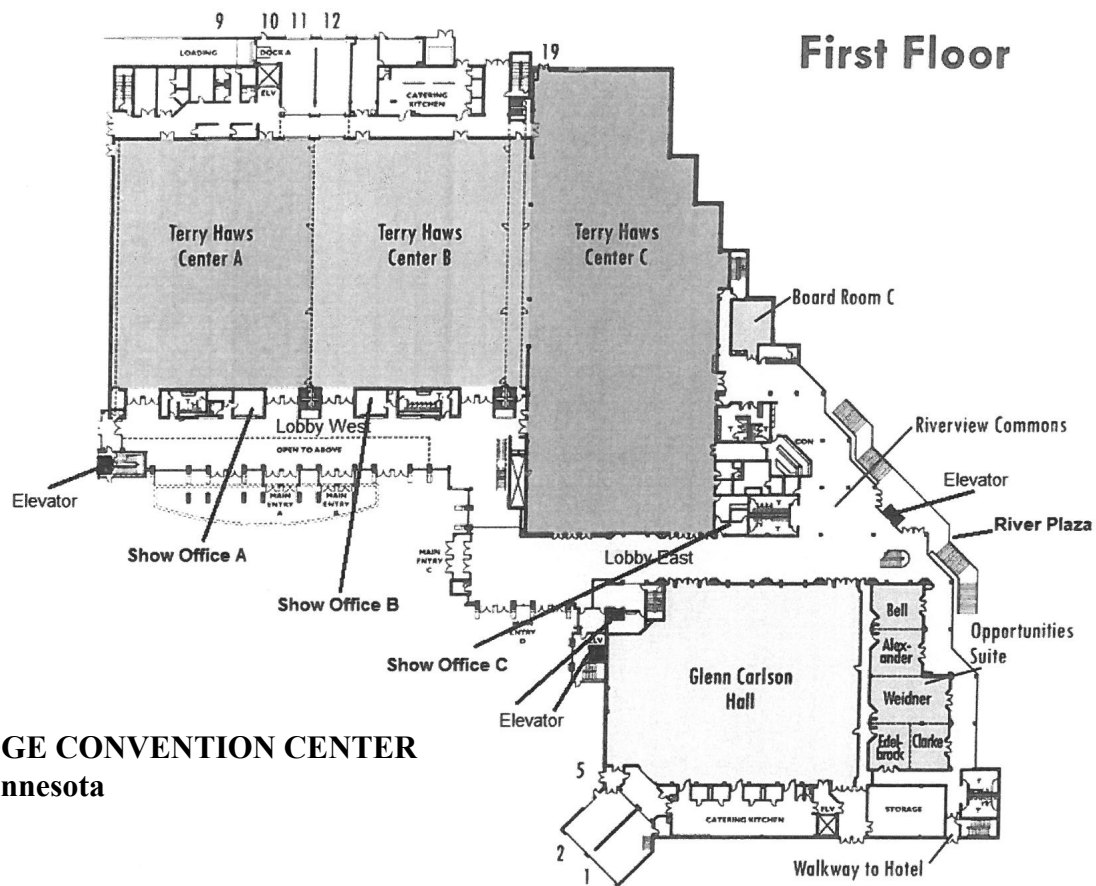 First Floor
9
10
11
12
19
LOADING
DOCK A
ELV
CATERING
KITCHEN
Terry Haws
Center A
Terry Haws
Center B
Terry Haws
Center C
Board Room C
Riverview Commons
CON
Elevator
River Plaza
Lobby West
OPEN TO ABOVE
Elevator
MAIN
ENTRY
A
MAIN
ENTRY
B
Show Office A
Show Office B
MAIN
ENTRY
C
Lobby East
ENTRY
D
ELV
Show Office C
Elevator
Glenn Carlson
Hall
Bell
Alex-
ander
Opportunities
Suite
Weidner
Edel-
brock
Clarke
GE CONVENTION CENTER
nnesota
5
2
1
CATERING KITCHEN
ELV
STORAGE
Walkway to Hotel